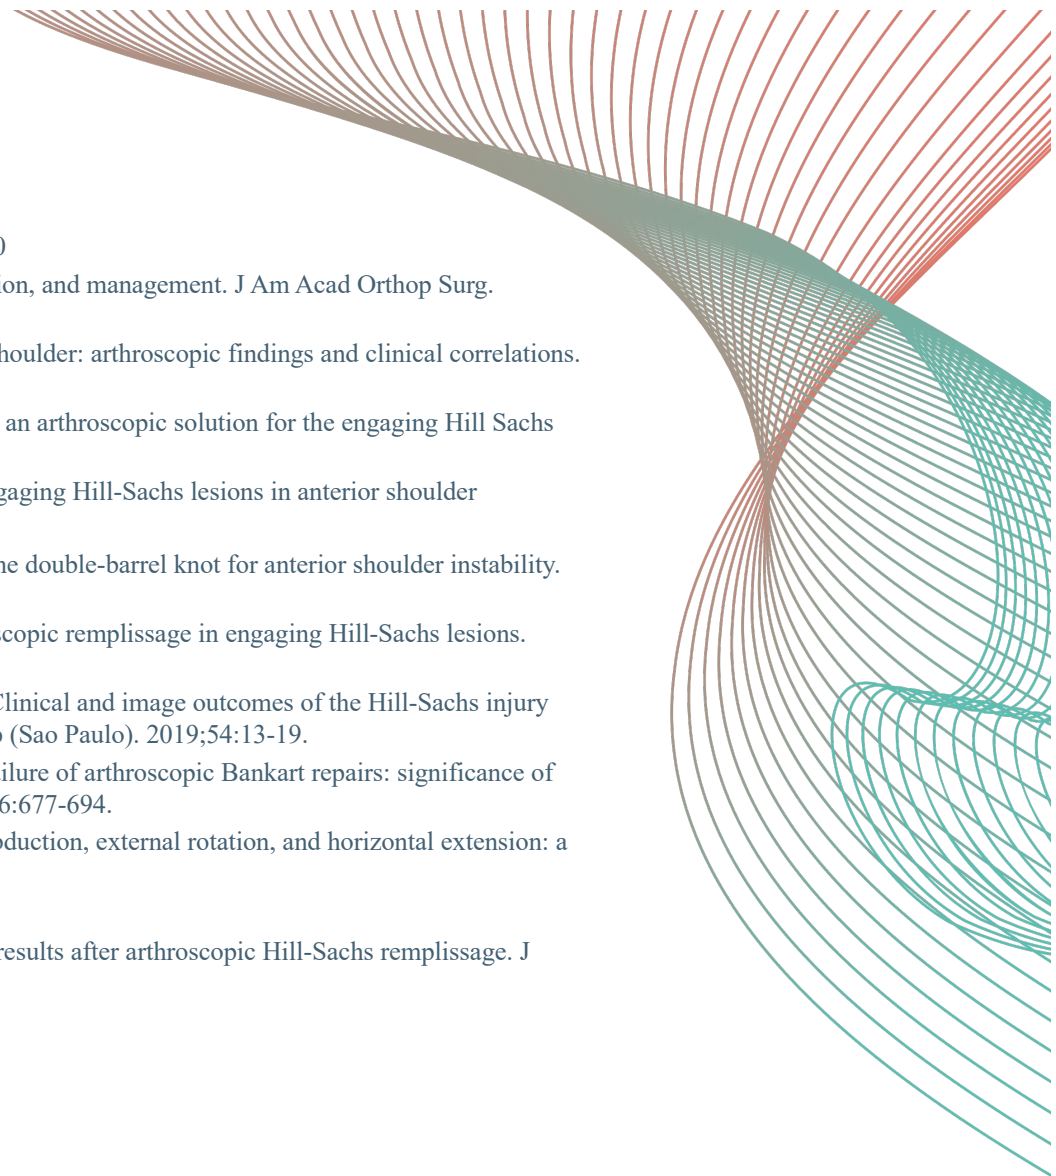 0
ion, and management. J Am Acad Orthop Surg.
houlder: arthroscopic findings and clinical correlations.
an arthroscopic solution for the engaging Hill Sachs
gaging Hill-Sachs lesions in anterior shoulder
he double-barrel knot for anterior shoulder instability.
scopic remplissage in engaging Hill-Sachs lesions.
Clinical and image outcomes of the Hill-Sachs injury
o (Sao Paulo). 2019;54:13-19.
ailure of arthroscopic Bankart repairs: significance of
6:677-694.
oduction, external rotation, and horizontal extension: a
results after arthroscopic Hill-Sachs remplissage. J